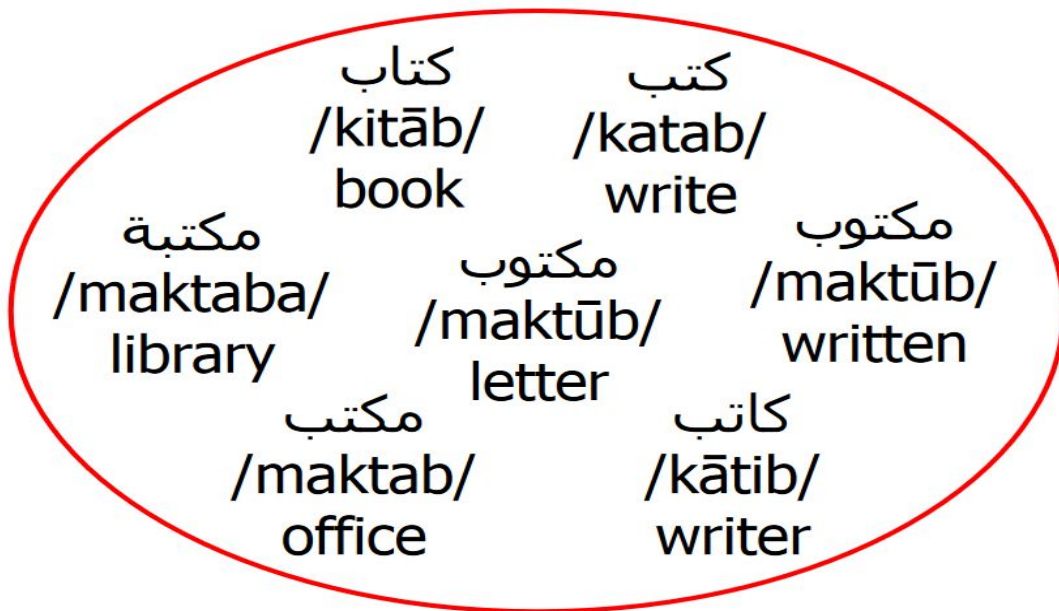 كتاب
/kitāb/
book
كتب
/katab/
write
مكتبة
/maktaba/
library
مكتوب
/maktūb/
letter
مكتوب
/maktūb/
written
مكتب
/maktab/
office
كاتب
/kātib/
writer